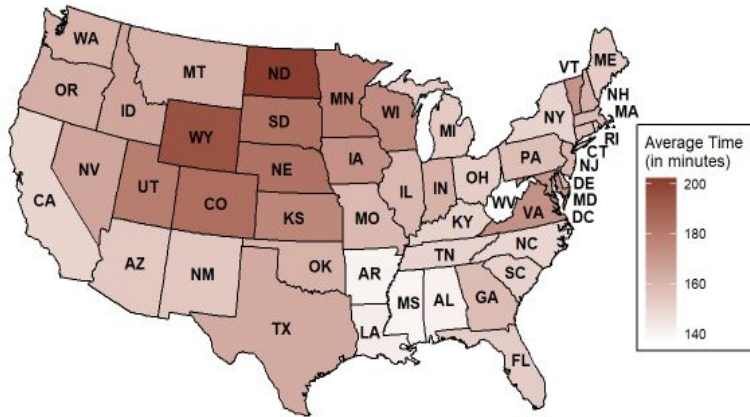 WA
MT
ND
MN
VT
ME
OR
ID
SD
WI
NY
NH
MA
WY
MI
RI
CT
NV
NE
IA
PA
NJ
CA
UT
CO
IL
IN
OH
DE
MD
DC
KS
MO
WV
VA
KY
AZ
NM
OK
TN
NC
AR
SC
TX
MS
AL
GA
LA
FL
Average Time
(in minutes)
200
180
160
140